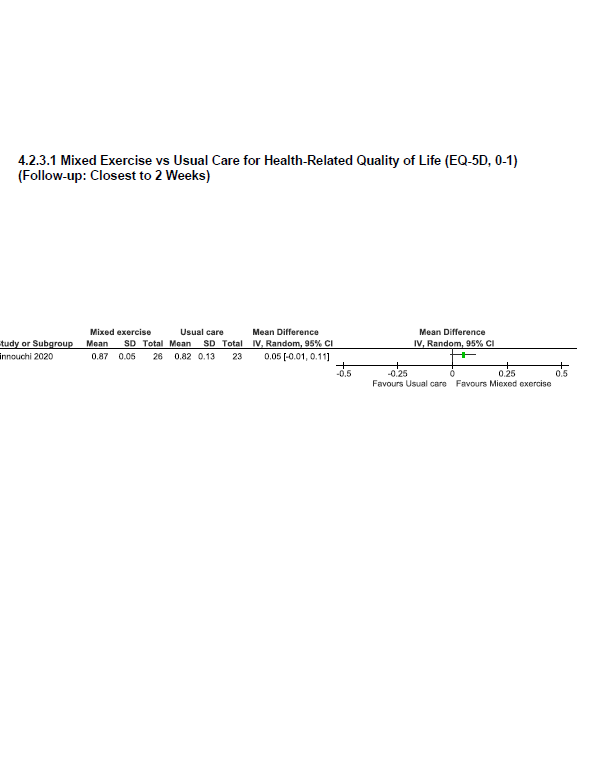 4.2.3.1 Mixed Exercise vs Usual Care for Health-Related Quality of Life (EQ-5D, 0-1)
(Follow-up: Closest to 2 Weeks)
Mixed exercise Usual care Mean Difference Mean Difference
tudy or Subgroup Mean SD Total Mean SD Total IV, Random, 95% CI IV, Random, 95% CI
innouchi 2020 0.87 0.05 26 0.82 0.13 23 0.05 [-0.01, 0.11]
-0.5 -0.25 0 0.25 0.5
Favours Usual care Favours Miexed exercise